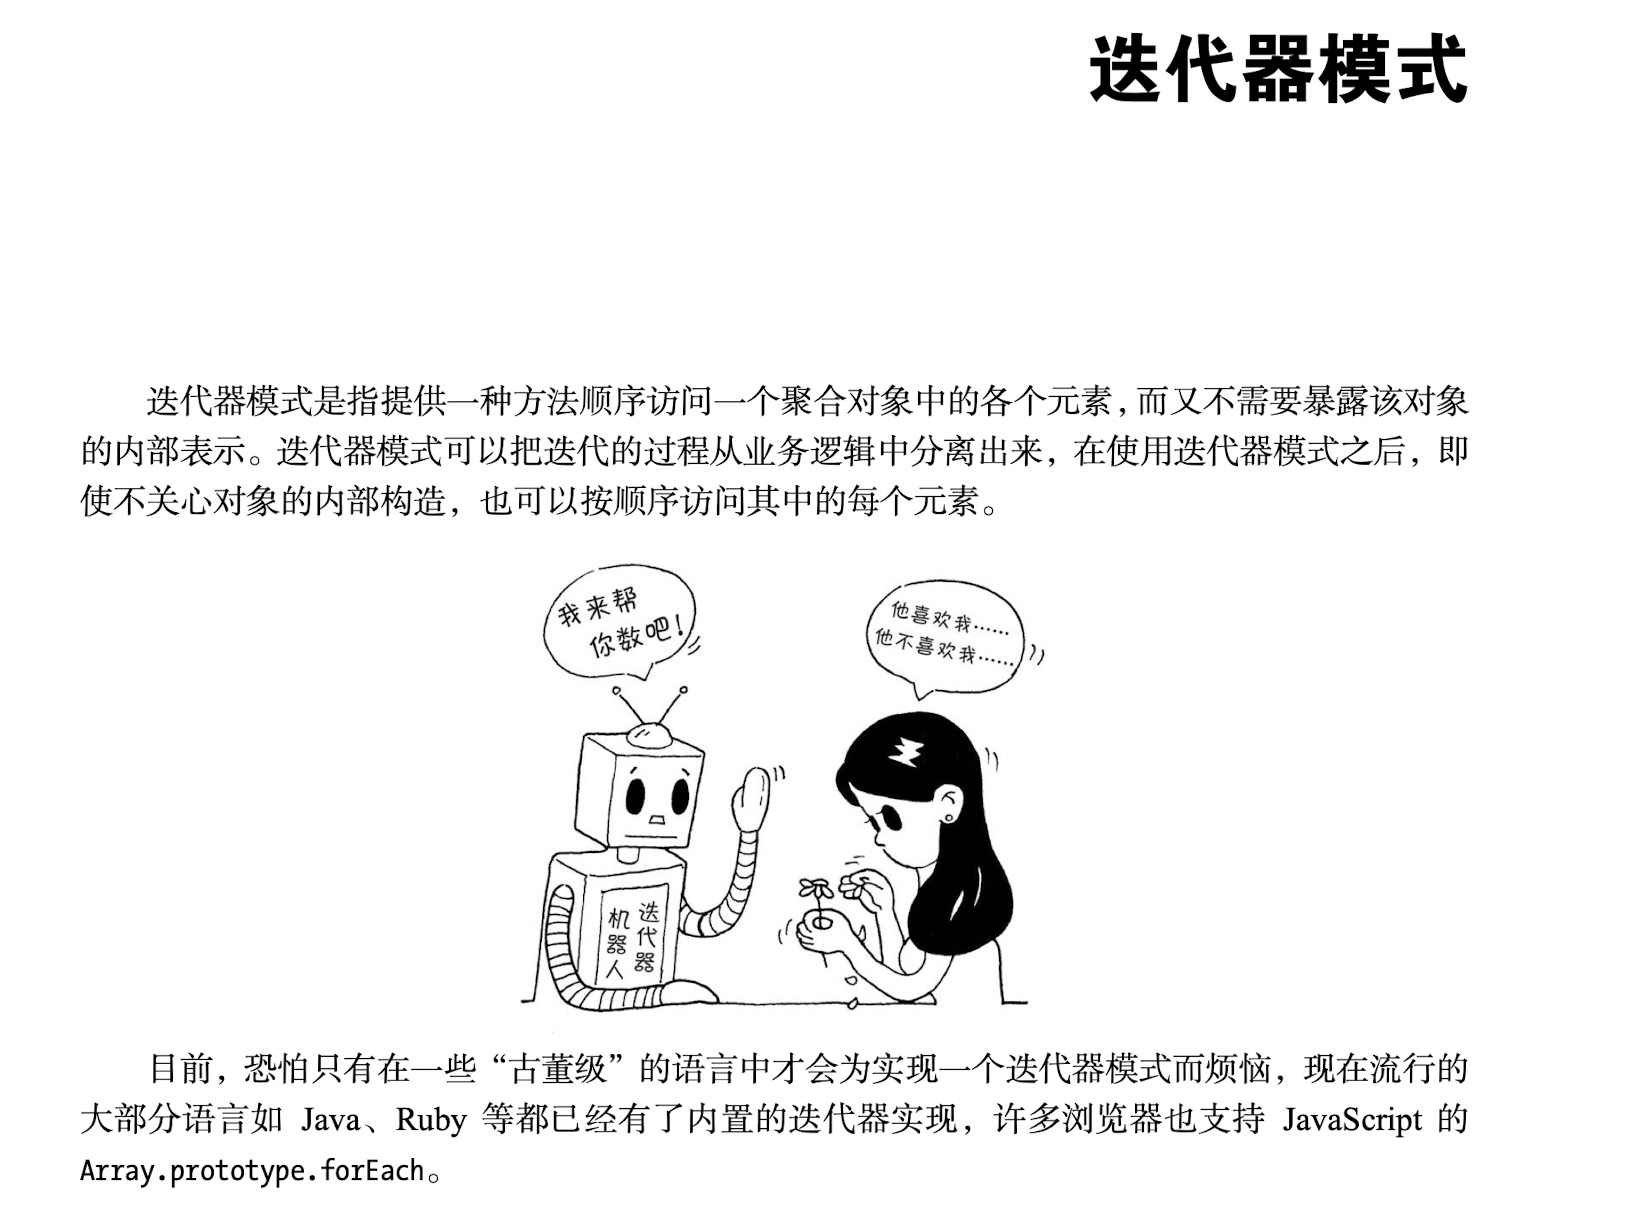 迭代器模式
迭代器模式是指提供一种方法顺序访问一个聚合对象中的各个元素，而又不需要暴露该对象
的内部表示。迭代器模式可以把迭代的过程从业务逻辑中分离出来，在使用迭代器模式之后，即
使不关心对象的内部构造，也可以按顺序访问其中的每个元素。
我来帮
你数吧！
他喜欢我……
他不喜欢我……
迭代器
机器人
目前，恐怕只有在一些“古董级”的语言中才会为实现一个迭代器模式而烦恼，现在流行的
大部分语言如 Java、Ruby 等都已经有了内置的迭代器实现，许多浏览器也支持 JavaScript 的
Array.prototype.forEach。